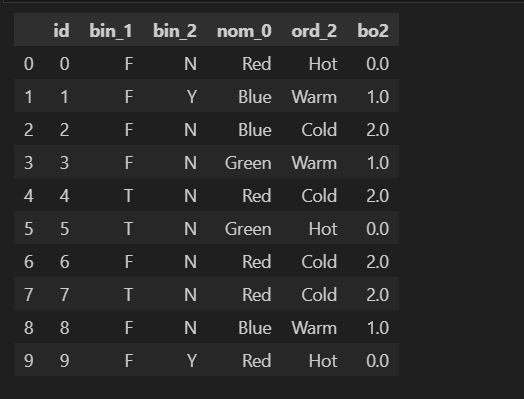 id bin_1 bin_2 nom_0 ord_2 bo2
0 0 F N Red Hot 0.0
1 1 F Y Blue Warm 1.0
2 2 F N Blue Cold 2.0
3 3 F N Green Warm 1.0
4 4 T N Red Cold 2.0
5 5 T N Green Hot 0.0
6 6 F N Red Cold 2.0
7 7 T N Red Cold 2.0
8 8 F N Blue Warm 1.0
9 9 F Y Red Hot 0.0